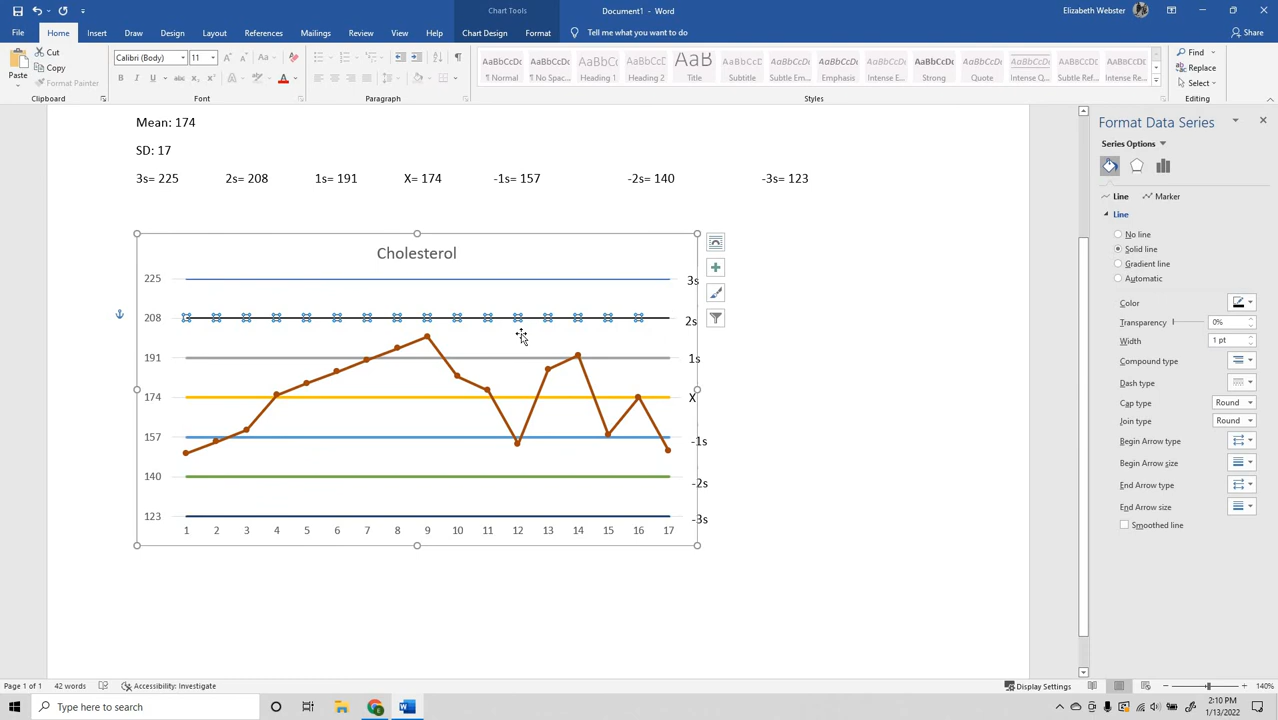 Chart Tools
Document1 - Word
Elizabeth Webster
File Home Insert Draw Design Layout References Mailings Review View Help Chart Design Format Tell me what you want to do Share
Paste
Cut
Copy
Format Painter
Clipboard
Calibri (Body) 11
Font
Paragraph
AaBbCcDc AaBbCcDc AaBbCc AaBbCcD AaB AaBbCcD AaBbCcDc AaBbCcDc AaBbCcDc AaBbCcDc AaBbCcDc AaBbCcDc AaBbCcDc
1 Normal 1 No Spac... Heading 1 Heading 2 Title Subtitle Subtle Em... Emphasis Intense E... Strong Quote Intense Q... Subtle Ref...
Styles
Find
Replace
Select
Editing
Mean: 174
SD: 17
3s= 225 2s= 208 1s= 191 X= 174 -1s= 157 -2s= 140 -3s= 123
Cholesterol
225 3s
208 2s
191 1s
174 X
157 -1s
140 -2s
123 -3s
1 2 3 4 5 6 7 8 9 10 11 12 13 14 15 16 17
Format Data Series
Series Options
Line Marker
Line
No line
Solid line
Gradient line
Automatic
Color
Transparency 0%
Width 1 pt
Compound type
Dash type
Cap type Round
Join type Round
Begin Arrow type
Begin Arrow size
End Arrow type
End Arrow size
Smoothed line
Page 1 of 1 42 words Accessibility: Investigate Display Settings 140%
Type here to search
2:10 PM
1/13/2022